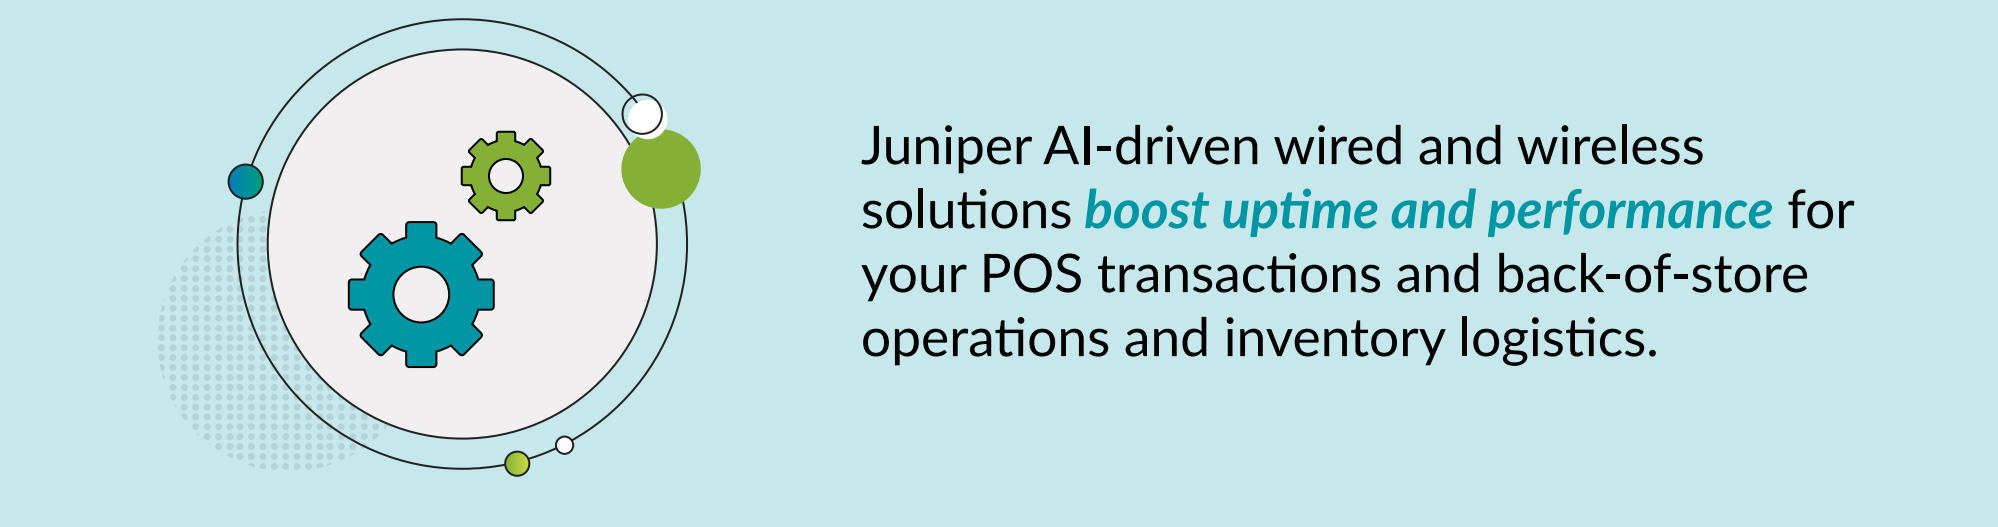 Juniper AI-driven wired and wireless
solutions boost uptime and performance for
your POS transactions and back-of-store
operations and inventory logistics.